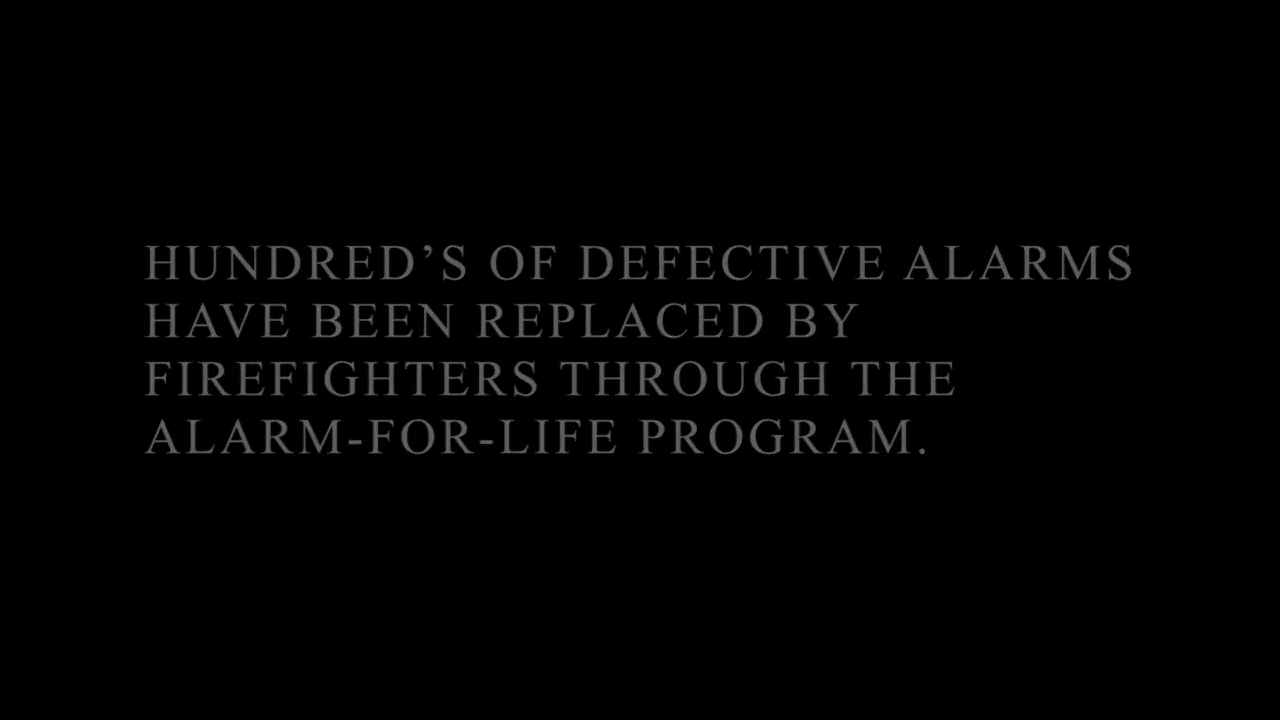 HUNDRED’S OF DEFECTIVE ALARMS
HAVE BEEN REPLACED BY
FIREFIGHTERS THROUGH THE
ALARM-FOR-LIFE PROGRAM.